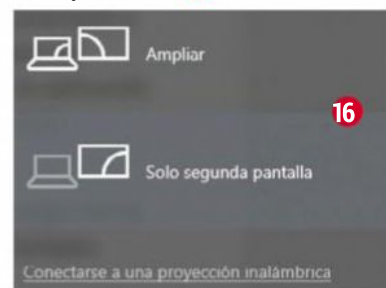 Ampliar
16
Solo segunda pantalla
Conectarse a una proyección inalámbrica